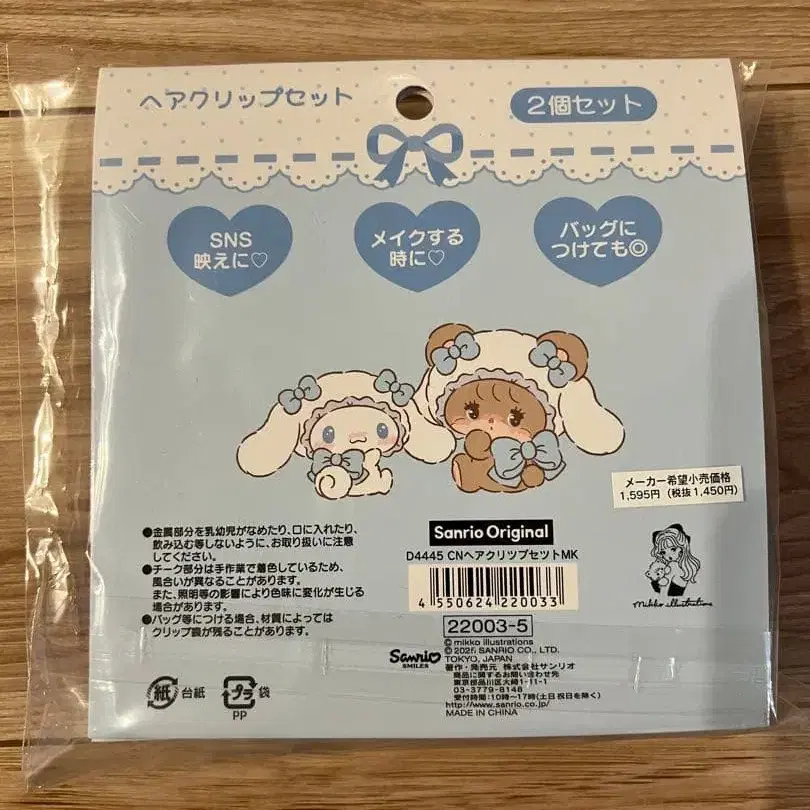 ヘアクリップセット
2個セット
SNS
映えに♡
メイクする
時に♡
バッグに
つけても◎
メーカー希望小売価格
1,595円(税抜1,450円)
●金属部分を乳幼児がなめたり、口に入れたり、
飲み込む等しないように、お取り扱いに注意
してください。
●チーク部分は手作業で着色しているため、
風合いが異なることがあります。
また、照明等の影響により色味に変化が生じる
場合があります。
●バッグ等につける場合、材質によっては
クリップ痕が残ることがあります。
Sanrio Original
D4445 CNヘアクリップセットMK
4 550624 220033
22003-5
mikko illustrations
© mikko illustrations
© 2025 SANRIO CO., LTD.
TOKYO, JAPAN
著作・発売元 株式会社サンリオ
商品に関するお問い合わせ先
東京都品川区大崎1-11-1
03-3779-8148
受付時間:10時〜17時(土日祝日を除く)
http://www.sanrio.co.jp/
MADE IN CHINA
Sanrio
SMILES
紙 台紙
プラ 袋
PP